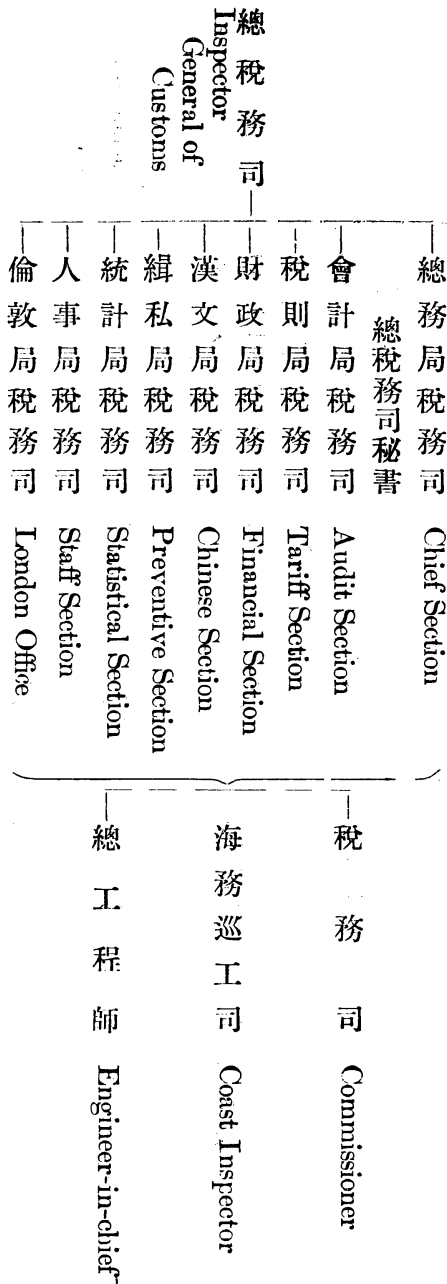 總稅務司
Inspector
General of
Customs
總務局稅務司 Chief Section
總稅務司秘書
會計局稅務司 Audit Section
稅則局稅務司 Tariff Section
財政局稅務司 Financial Section
漢文局稅務司 Chinese Section
緝私局稅務司 Preventive Section
統計局稅務司 Statistical Section
人事局稅務司 Staff Section
倫敦局稅務司 London Office
稅務司 Commissioner
海務巡工司 Coast Inspector
總工程師 Engineer-in-chief